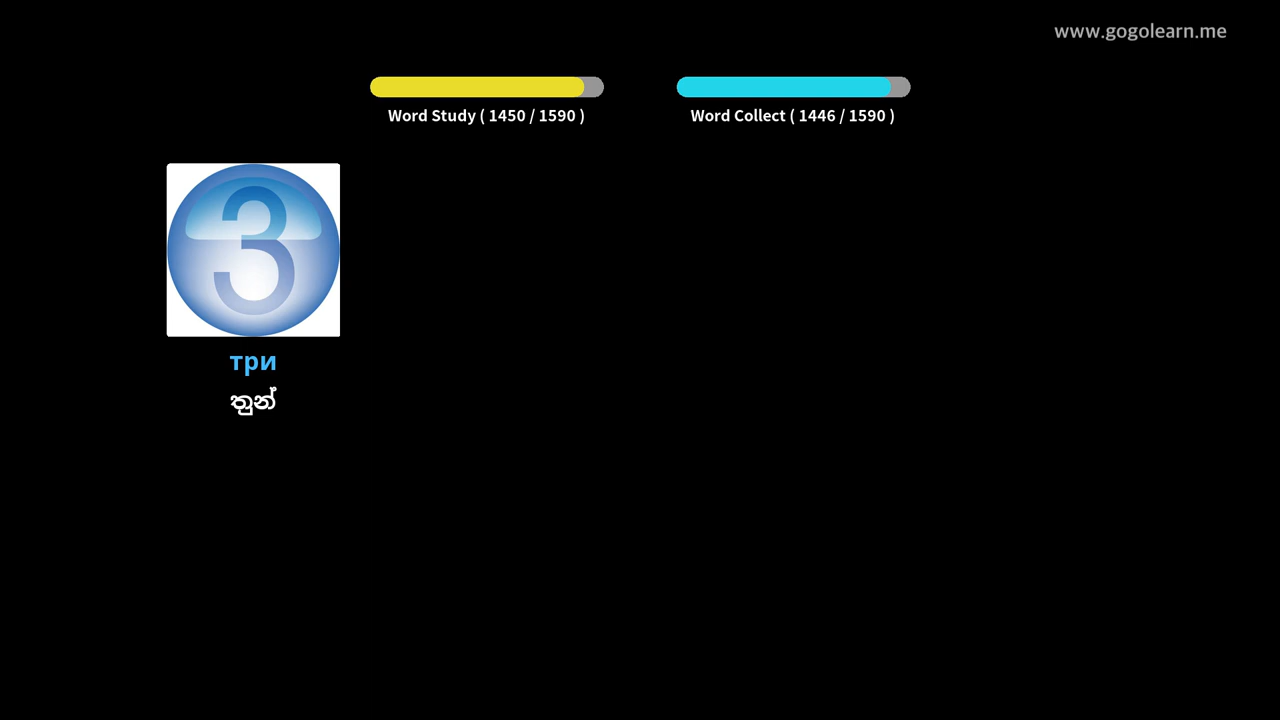 www.gogolearn.me
Word Study ( 1450 / 1590 )
Word Collect ( 1446 / 1590 )
3
три
තුන්